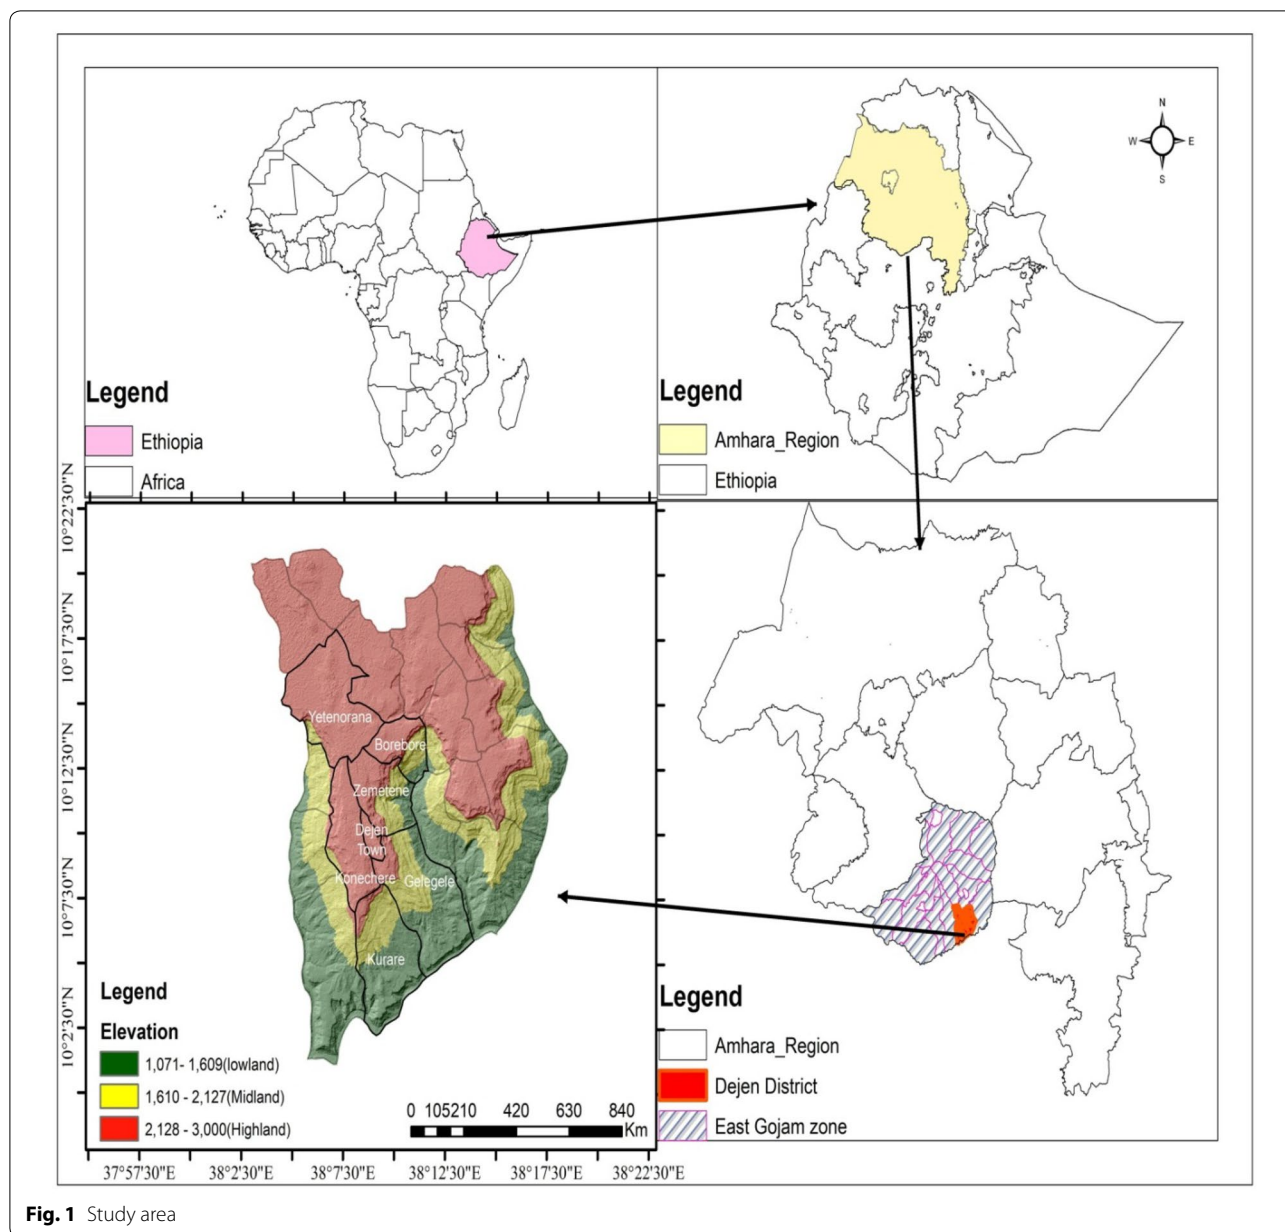 N
W E
S
Legend
Ethiopia
Africa
Legend
Amhara_Region
Ethiopia
10°22'30"N
10°17'30"N
10°12'30"N
10°7'30"N
10°2'30"N
Yetenorana
Borebore
Zemetene
Dejen
Town
Konechere
Gelegele
Kurare
Legend
Elevation
1,071- 1,609(lowland)
1,610 - 2,127(Midland)
2,128 - 3,000(Highland)
0 105210 420 630 840
Km
37°57'30"E 38°2'30"E 38°7'30"E 38°12'30"E 38°17'30"E 38°22'30"E
Legend
Amhara_Region
Dejen District
East Gojam zone
Fig. 1 Study area